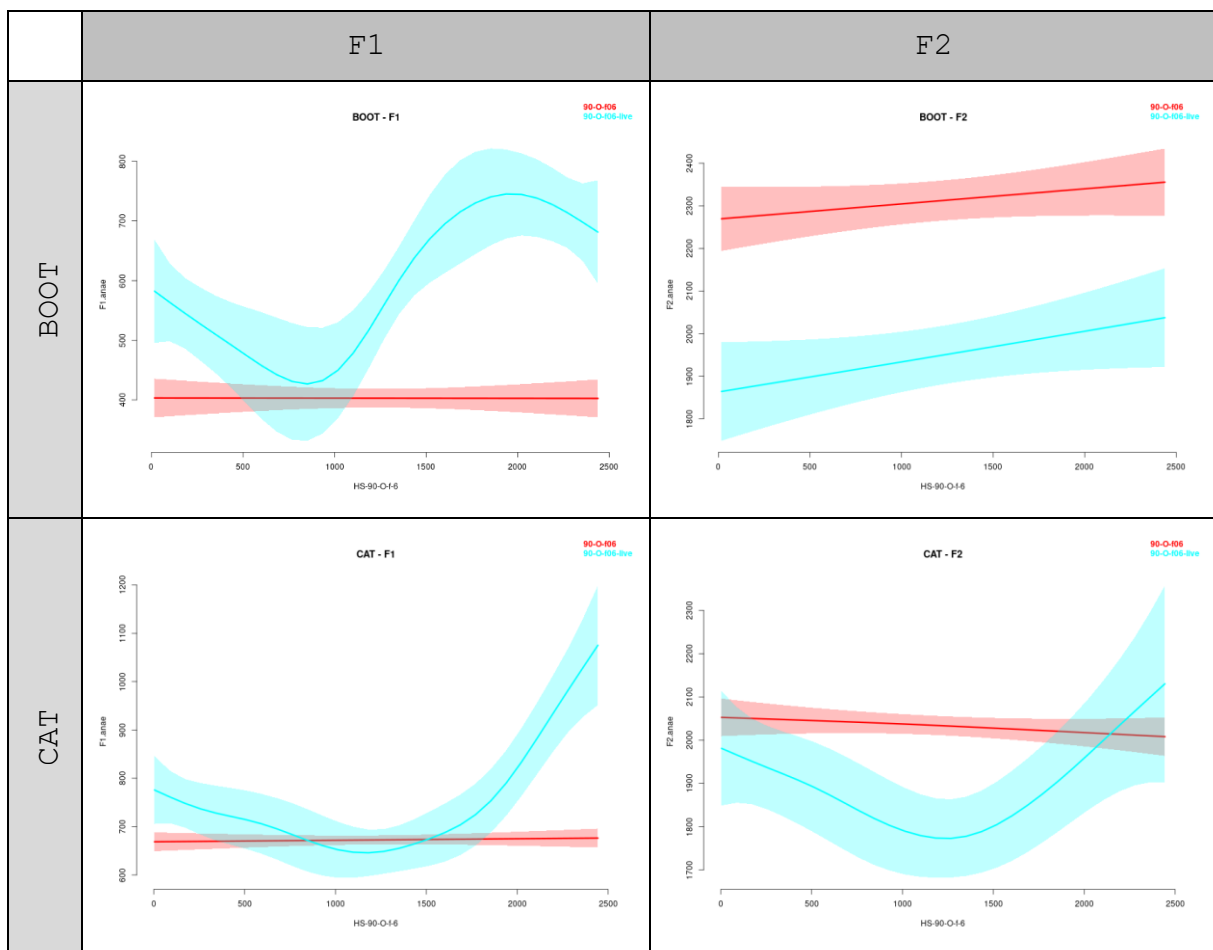 F1
F2
BOOT
BOOT - F1
90-O-f06
90-O-f06-live
F1.anae
800
700
600
500
400
0 500 1000 1500 2000 2500
HS-90-O-f-6
BOOT - F2
90-O-f06
90-O-f06-live
F2.anae
2400
2300
2200
2100
2000
1900
1800
0 500 1000 1500 2000 2500
HS-90-O-f-6
CAT
CAT - F1
90-O-f06
90-O-f06-live
F1.anae
1200
1100
1000
900
800
700
600
0 500 1000 1500 2000 2500
HS-90-O-f-6
CAT - F2
90-O-f06
90-O-f06-live
F2.anae
2300
2200
2100
2000
1900
1800
1700
0 500 1000 1500 2000 2500
HS-90-O-f-6